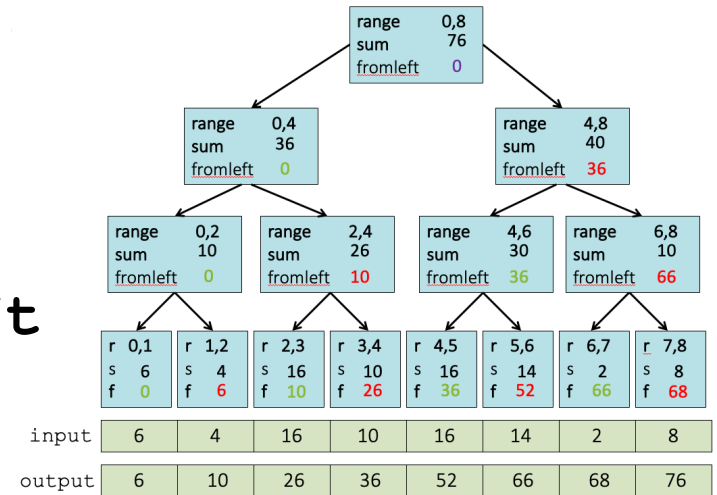 range 0,8
sum 76
fromleft 0
range 0,4
sum 36
fromleft 0
range 4,8
sum 40
fromleft 36
range 0,2
sum 10
fromleft 0
range 2,4
sum 26
fromleft 10
range 4,6
sum 30
fromleft 36
range 6,8
sum 10
fromleft 66
t
r 0,1
s 6
f 0
r 1,2
s 4
f 6
r 2,3
s 16
f 10
r 3,4
s 10
f 26
r 4,5
s 16
f 36
r 5,6
s 14
f 52
r 6,7
s 2
f 66
r 7,8
s 8
f 68
input 6 4 16 10 16 14 2 8
output 6 10 26 36 52 66 68 76